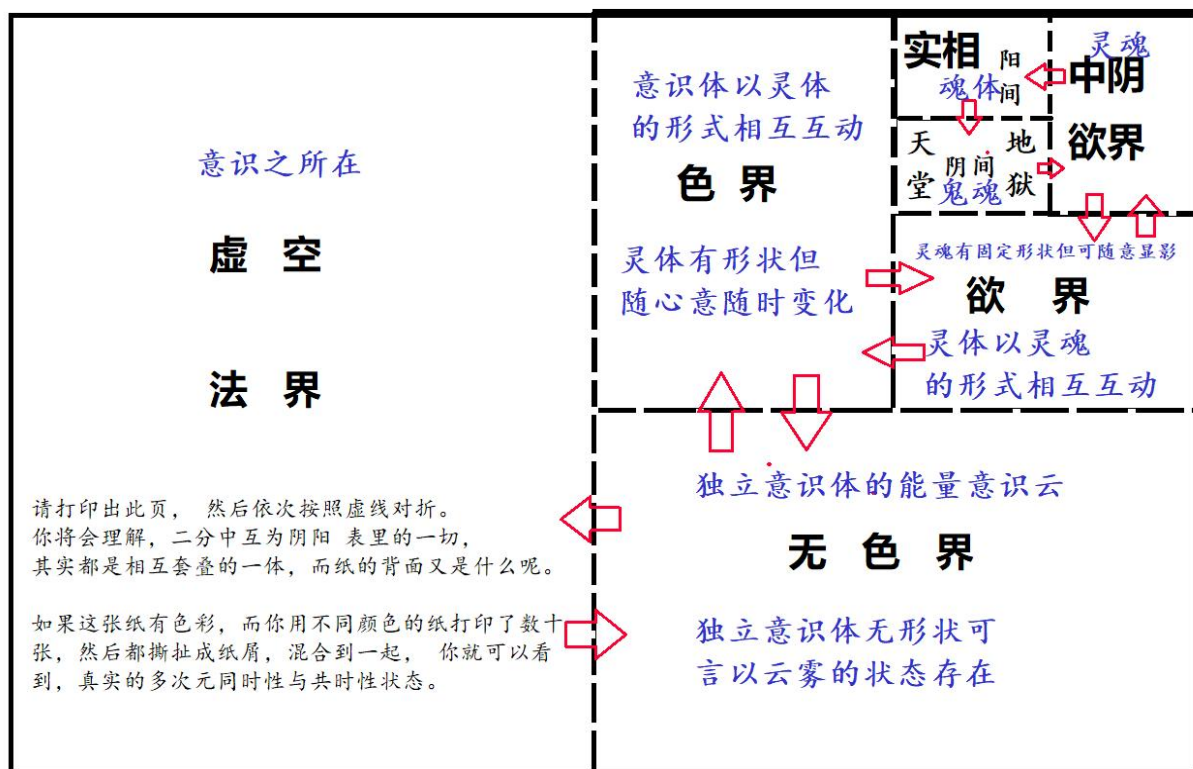 意识之所在
虚 空
法 界
请打印出此页， 然后依次按照虚线对折。
你将会理解，二分中互为阴阳 表里的一切，
其实都是相互套叠的一体，而纸的背面又是什么呢。
如果这张纸有色彩，而你用不同颜色的纸打印了数十
张，然后都撕扯成纸屑，混合到一起， 你就可以看
到，真实的多次元同时性与共时性状态。
意识体以灵体
的形式相互互动
色 界
灵体有形状但
随心意随时变化
实相
阳间
魂体
天堂
阴间
鬼魂
地狱
灵魂
中阴
欲界
灵魂有固定形状但可随意显影
欲 界
灵体以灵魂
的形式相互互动
独立意识体的能量意识云
无 色 界
独立意识体无形状可
言以云雾的状态存在